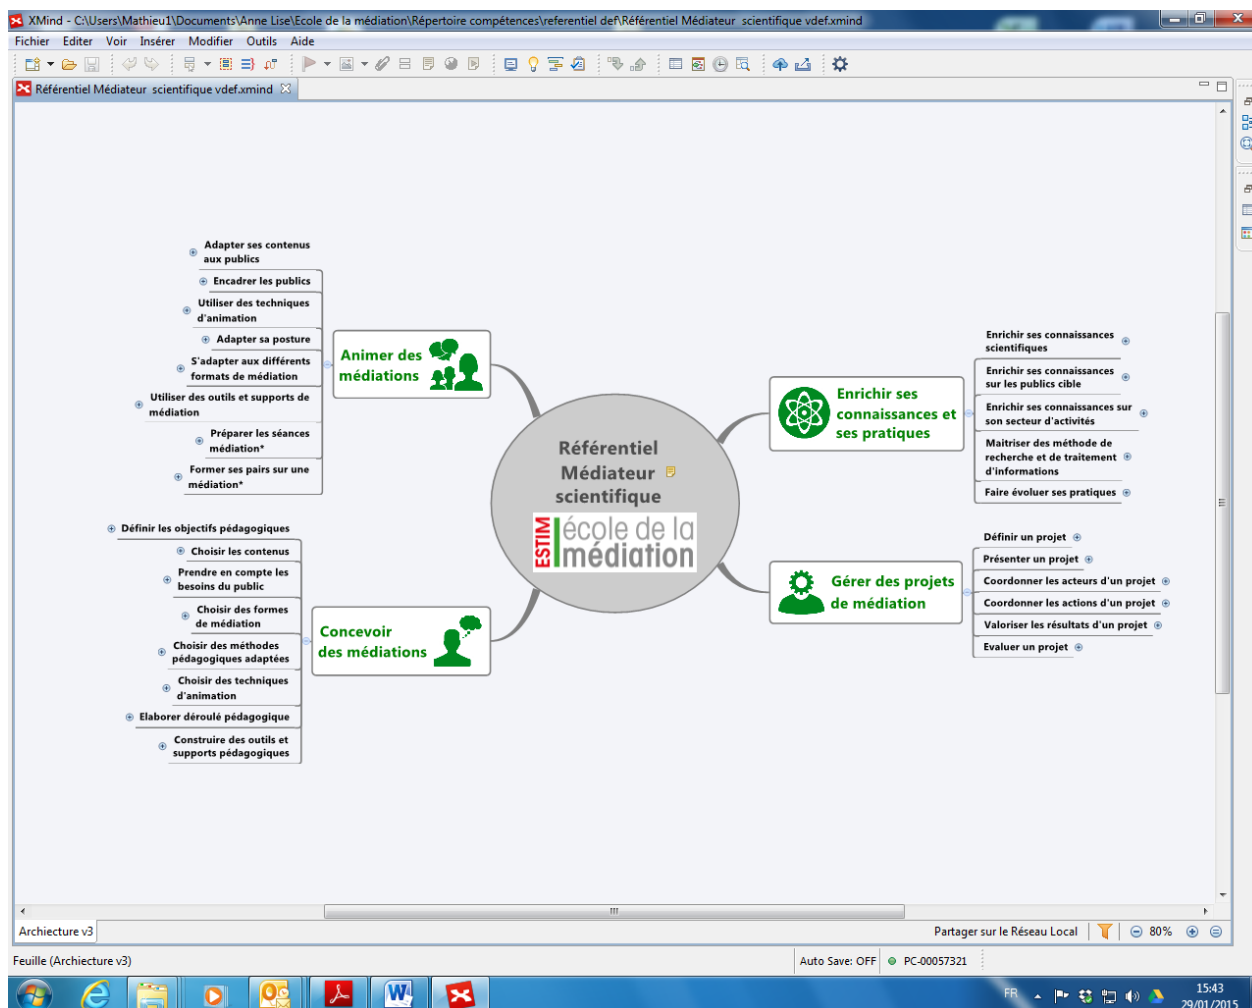 XMind - C:\Users\Mathieu1\Documents\Anne Lise\Ecole de la médiation\Répertoire compétences\referentiel def\Référentiel Médiateur  scientifique vdef.xmind
Fichier Editer Voir Insérer Modifier Outils Aide
Référentiel Médiateur  scientifique vdef.xmind
Adapter ses contenus
aux publics
Encadrer les publics
Utiliser des techniques
d'animation
Adapter sa posture
S'adapter aux différents
formats de médiation
Utiliser des outils et supports de
médiation
Préparer les séances
médiation*
Former ses pairs sur une
médiation*
Animer des
médiations
Définir les objectifs pédagogiques
Choisir les contenus
Prendre en compte les
besoins du public
Choisir des formes
de médiation
Choisir des méthodes
pédagogiques adaptées
Choisir des techniques
d'animation
Elaborer déroulé pédagogique
Construire des outils et
supports pédagogiques
Concevoir
des médiations
Référentiel
Médiateur
scientifique
ESTIM
école de la
médiation
Enrichir ses
connaissances et
ses pratiques
Enrichir ses connaissances
scientifiques
Enrichir ses connaissances
sur les publics cible
Enrichir ses connaissances sur
son secteur d'activités
Maitriser des méthode de
recherche et de traitement
d'informations
Faire évoluer ses pratiques
Gérer des projets
de médiation
Définir un projet
Présenter un projet
Coordonner les acteurs d'un projet
Coordonner les actions d'un projet
Valoriser les résultats d'un projet
Evaluer un projet
Archiecture v3
Partager sur le Réseau Local
80%
Feuille (Archiecture v3)
Auto Save: OFF
PC-00057321
FR
15:43
29/01/2015